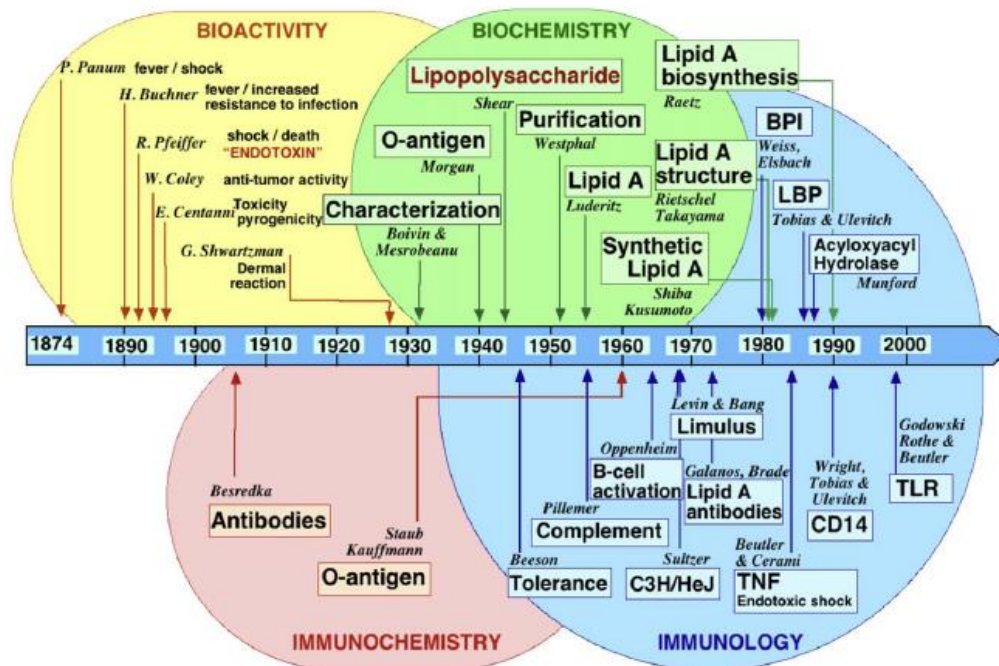 BIOACTIVITY
P. Panum fever / shock
H. Buchner fever / increased
resistance to infection
R. Pfeiffer shock / death
"ENDOTOXIN"
W. Coley anti-tumor activity
E. Centanni Toxicity
pyrogenicity
G. Shwartzman
Dermal
reaction
BIOCHEMISTRY
Lipopolysaccharide
Shear
O-antigen
Morgan
Characterization
Boivin &
Mesrobeanu
Purification
Westphal
Lipid A
Luderitz
Lipid A
biosynthesis
Raetz
Lipid A
structure
Rietschel
Takayama
Synthetic
Lipid A
Shiba
Kusumoto
BPI
Weiss,
Elsbach
LBP
Tobias & Ulevitch
Acyloxyacyl
Hydrolase
Munford
1874 1890 1900 1910 1920 1930 1940 1950 1960 1970 1980 1990 2000
Besredka
Antibodies
Staub
Kauffmann
O-antigen
IMMUNOCHEMISTRY
Levin & Bang
Limulus
Oppenheim
B-cell
activation
Galanos, Brade
Lipid A
antibodies
Pillemer
Complement
Beeson
Tolerance
Sultzer
C3H/HeJ
Beutler
& Cerami
TNF
Endotoxic shock
Wright,
Tobias &
Ulevitch
CD14
Godowski
Rothe &
Beutler
TLR
IMMUNOLOGY